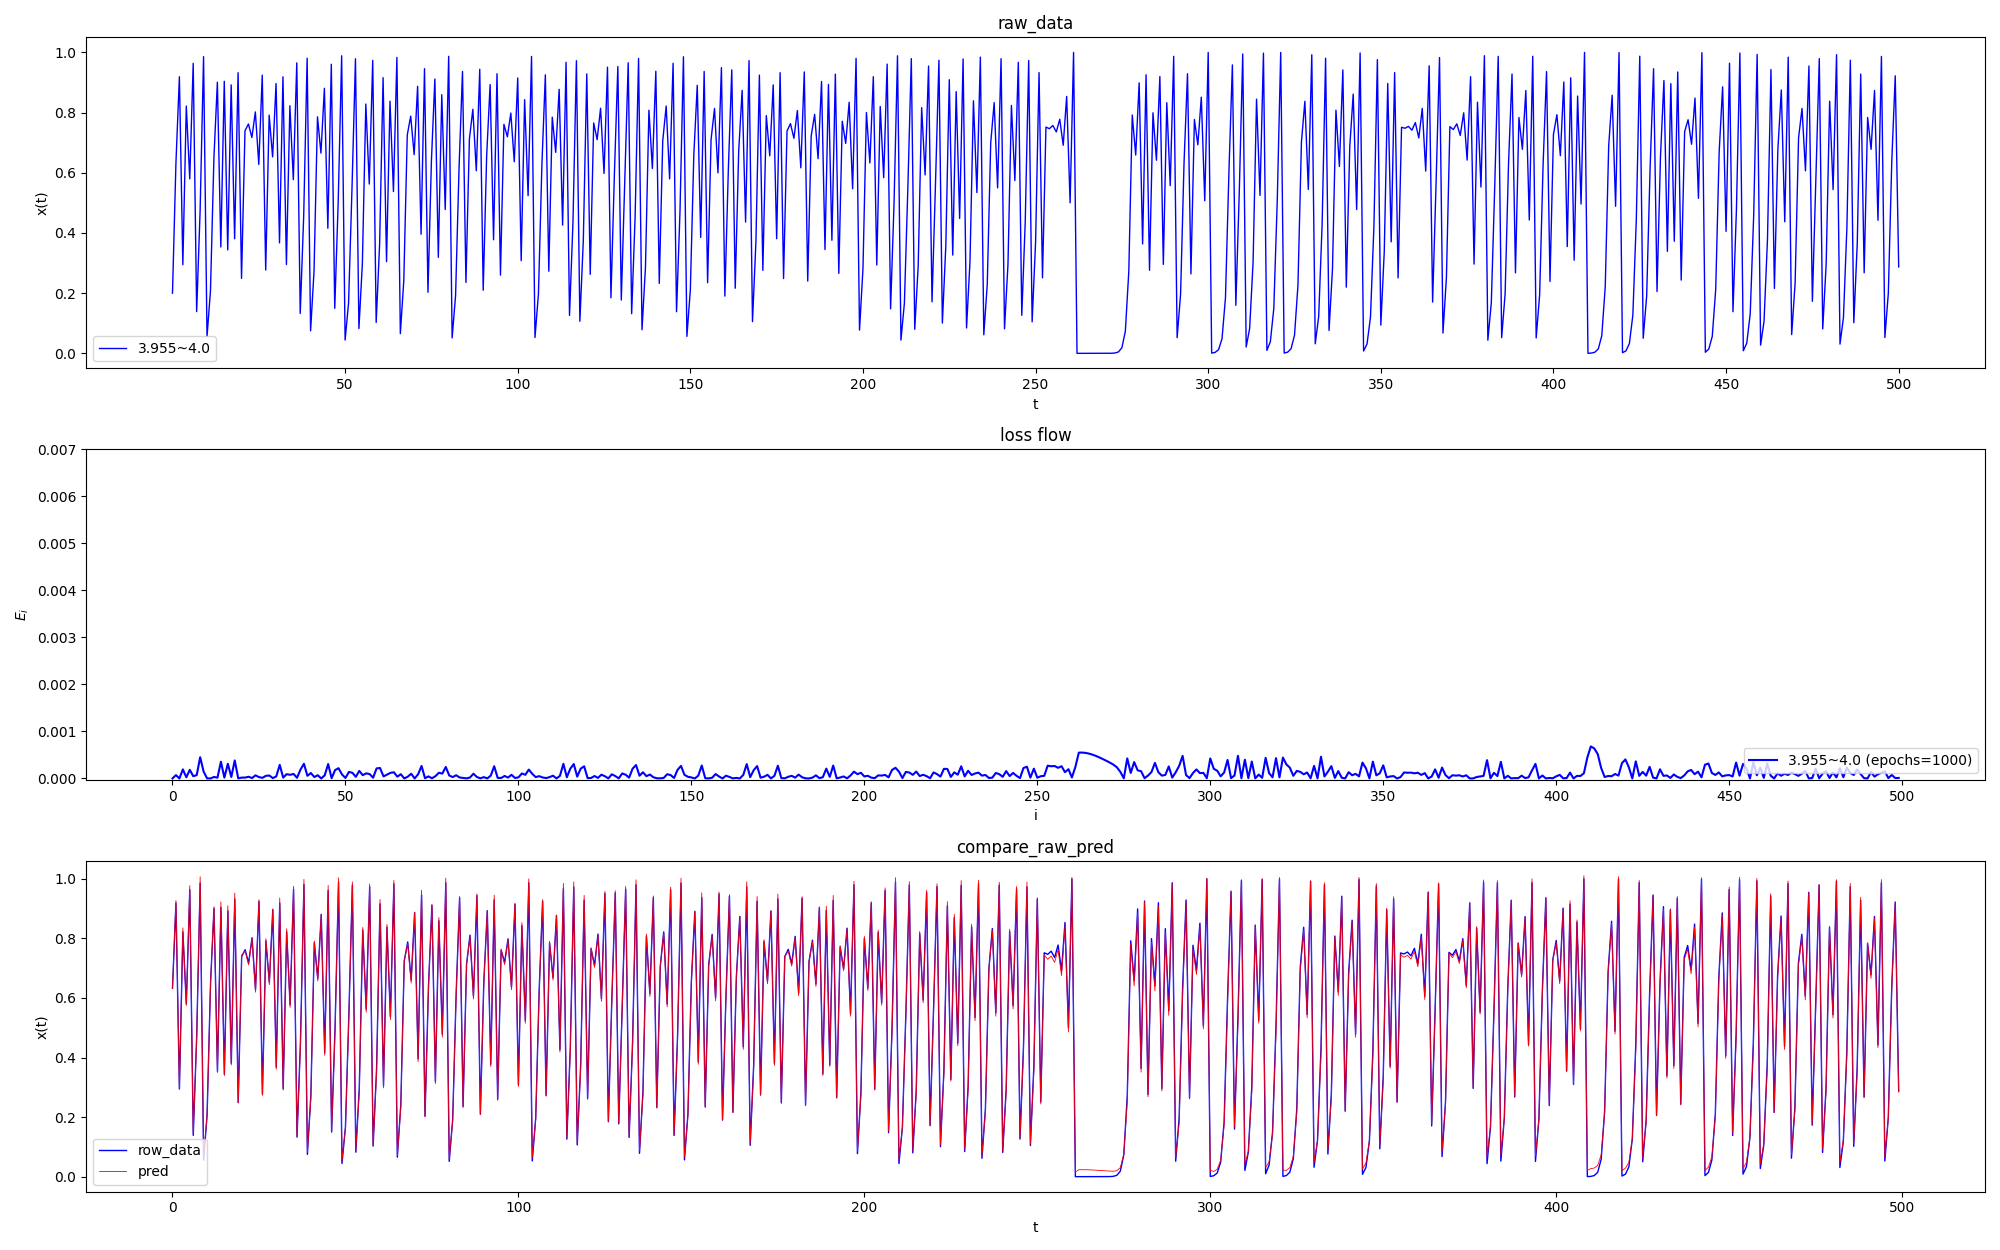 raw_data
1.0
0.8
0.6
0.4
0.2
0.0
x(t)
3.955~4.0
50 100 150 200 250 300 350 400 450 500
t
loss flow
0.007
0.006
0.005
0.004
0.003
0.002
0.001
0.000
E_i
3.955~4.0 (epochs=1000)
0 50 100 150 200 250 300 350 400 450 500
i
compare_raw_pred
1.0
0.8
0.6
0.4
0.2
0.0
x(t)
row_data
pred
0 100 200 300 400 500
t